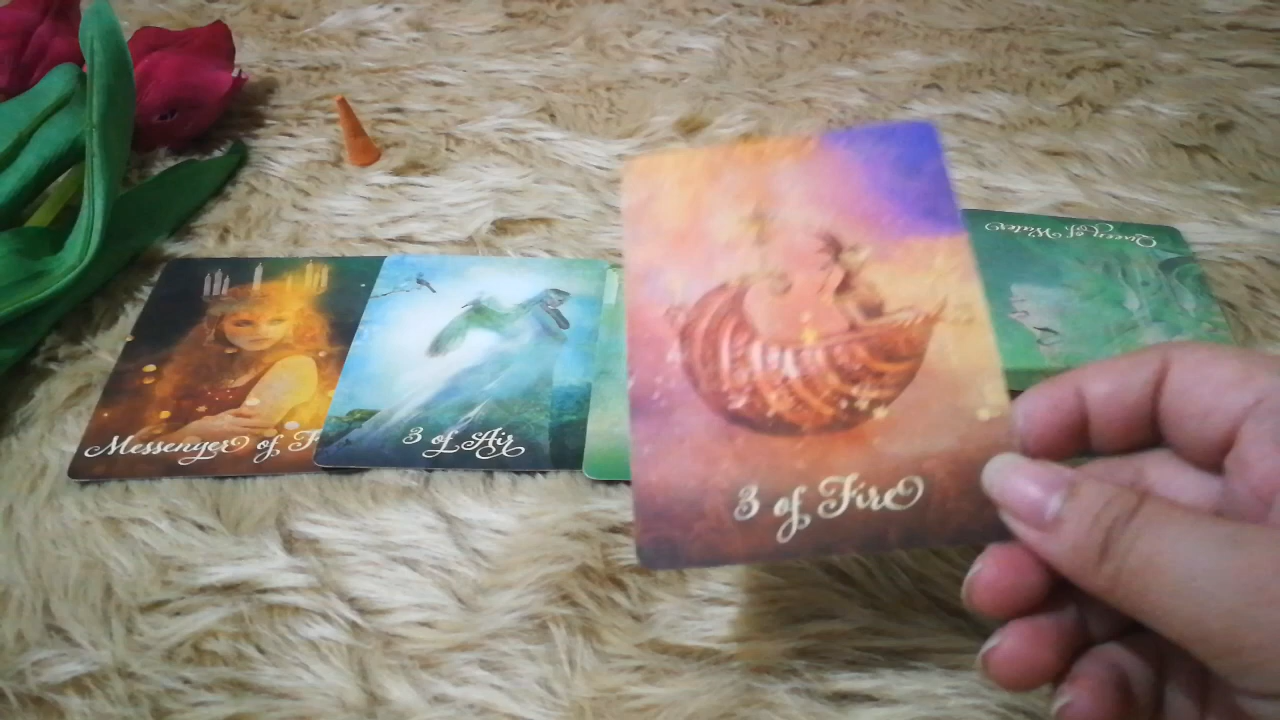 Messenger of F
3 of Air
3 of Fire
Queen of Water